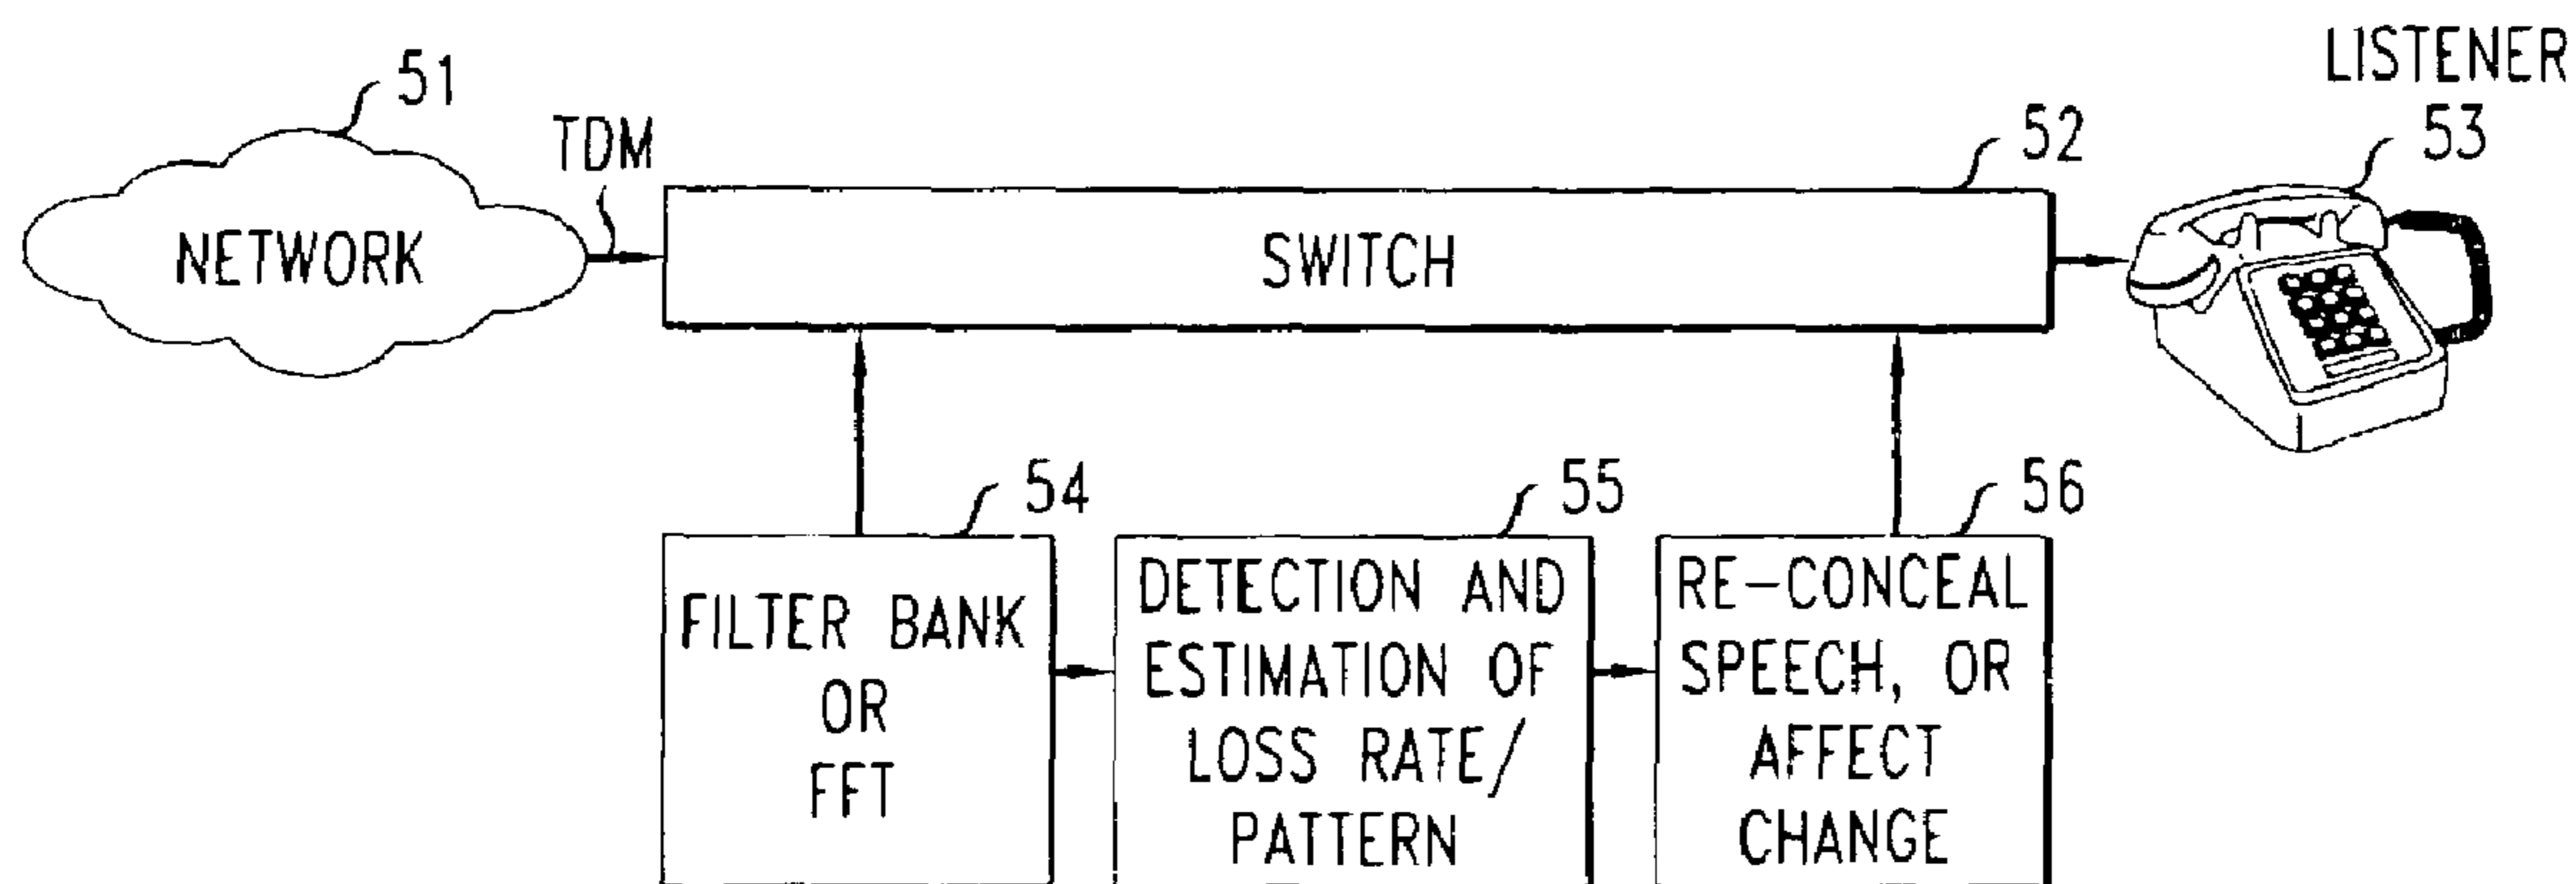 51
NETWORK
TDM
52
SWITCH
LISTENER
53
54
FILTER BANK
OR
FFT
55
DETECTION AND
ESTIMATION OF
LOSS RATE/
PATTERN
56
RE-CONCEAL
SPEECH, OR
AFFECT
CHANGE